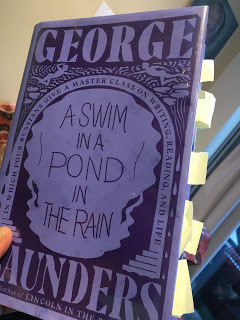 GEORGE
IN WHICH FOUR RUSSIANS GIVE A MASTER CLASS ON WRITING, READING, AND LIFE
A SWIM
IN A
POND
IN
THE RAIN
AUNDERS
Author of LINCOLN IN THE B